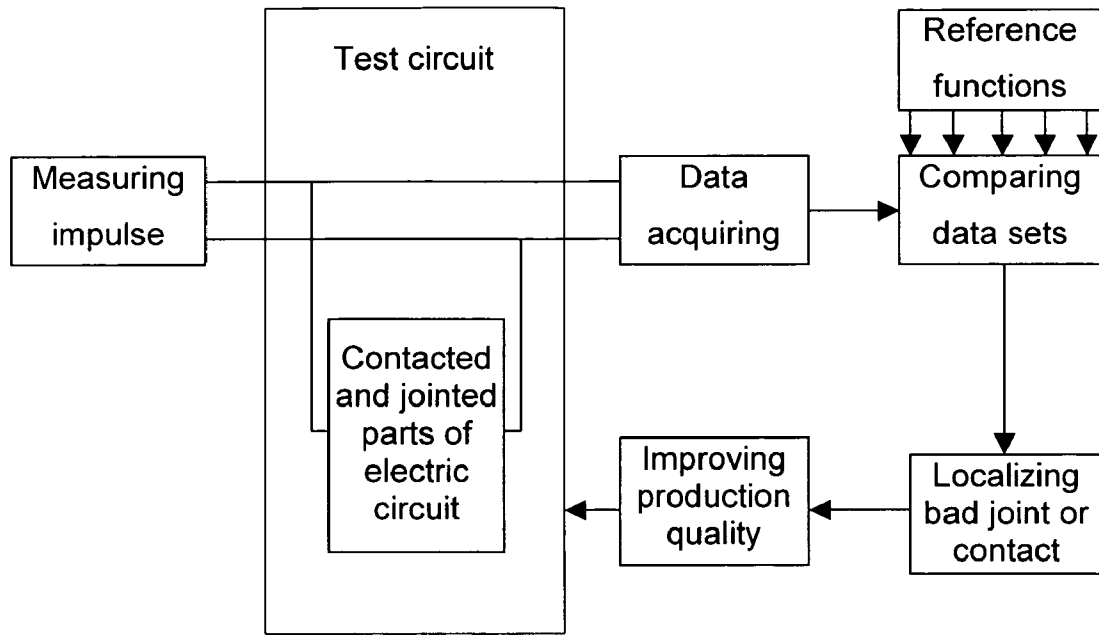 Test circuit
Reference
functions
Measuring
impulse
Data
acquiring
Comparing
data sets
Contacted
and jointed
parts of
electric
circuit
Improving
production
quality
Localizing
bad joint or
contact